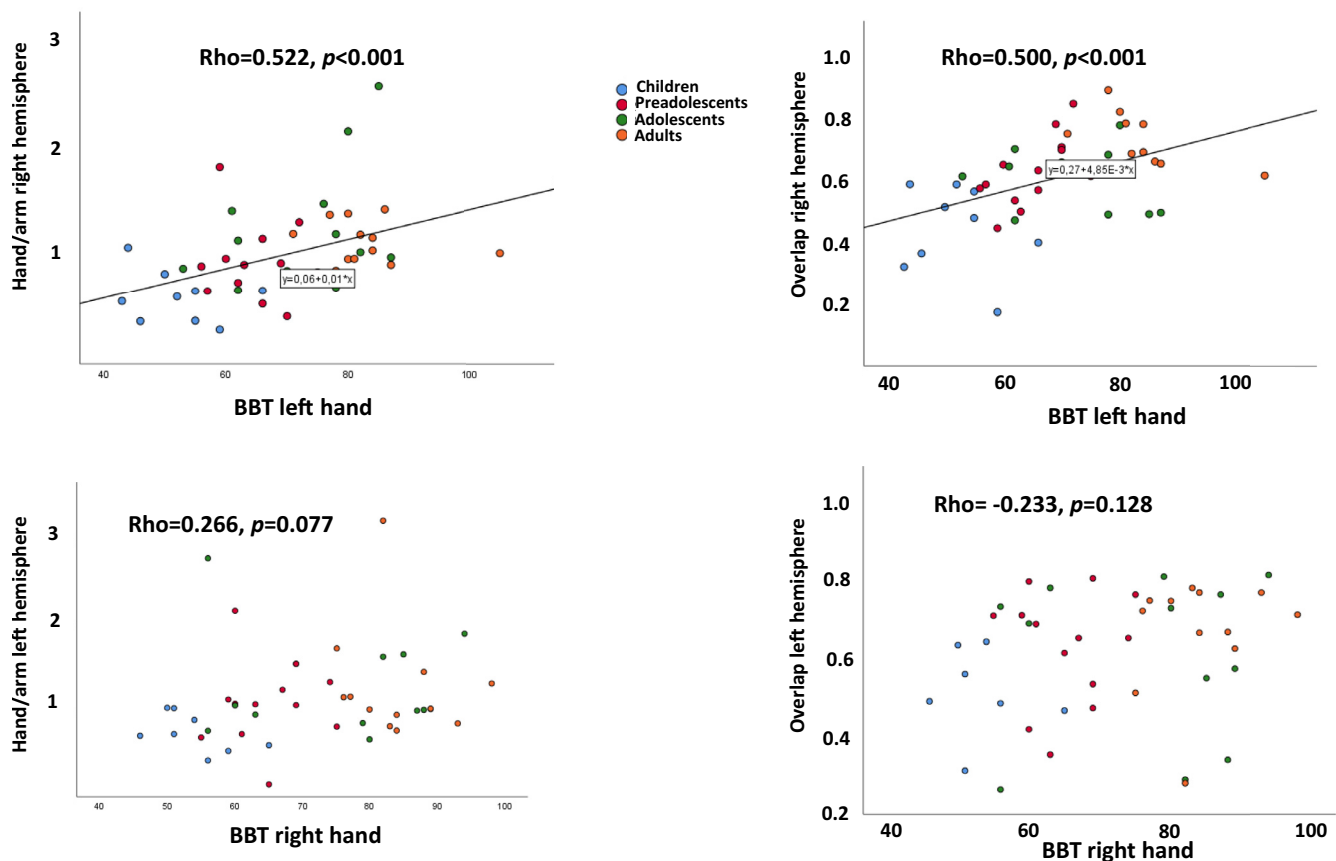 Hand/arm right hemisphere
3
2
1
Rho=0.522, p<0.001
y=0,06+0,01*x
40 60 80 100
BBT left hand
Children
Preadolescents
Adolescents
Adults
Overlap right hemisphere
1.0
0.8
0.6
0.4
0.2
Rho=0.500, p<0.001
y=0,27+4,85E-3*x
40 60 80 100
BBT left hand
Hand/arm left hemisphere
3
2
1
Rho=0.266, p=0.077
40 50 60 70 80 90 100
BBT right hand
Overlap left hemisphere
1.0
0.8
0.6
0.4
0.2
Rho= -0.233, p=0.128
40 60 80 100
BBT right hand